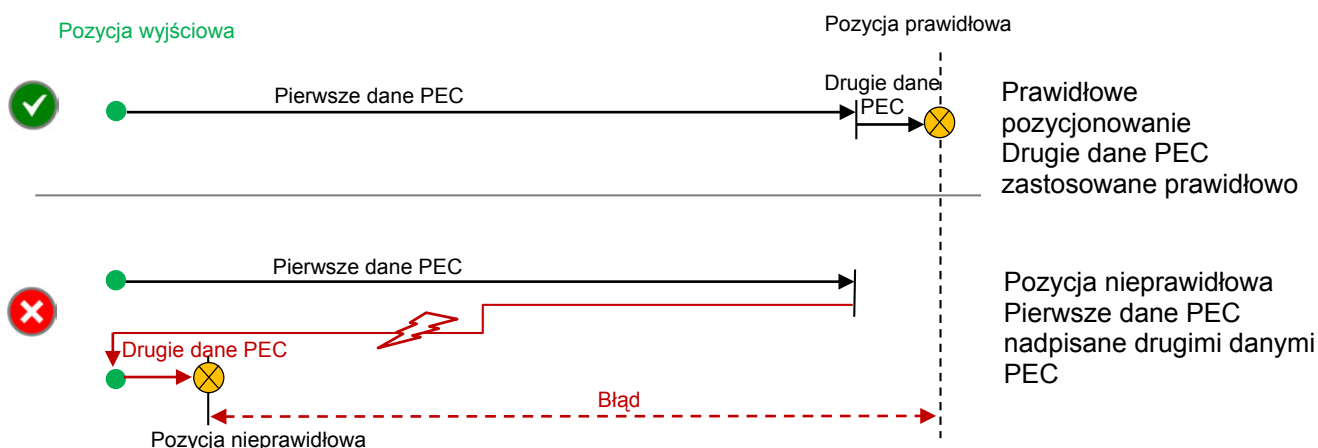 Pozycja wyjściowa
Pozycja prawidłowa
Pierwsze dane PEC
Drugie dane
PEC
Prawidłowe
pozycjonowanie
Drugie dane PEC
zastosowane prawidłowo
Pierwsze dane PEC
Pozycja nieprawidłowa
Pierwsze dane PEC
nadpisane drugimi danymi
PEC
Drugie dane PEC
Błąd
Pozycja nieprawidłowa